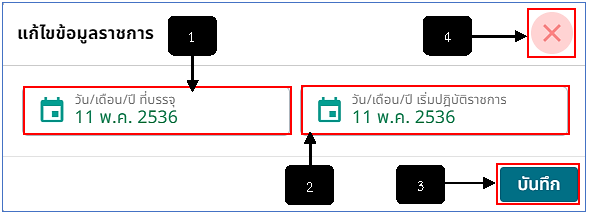 แก้ไขข้อมูลราชการ
1
4
วัน/เดือน/ปี ที่บรรจุ
11 พ.ค. 2536
วัน/เดือน/ปี เริ่มปฏิบัติราชการ
11 พ.ค. 2536
2
3
บันทึก